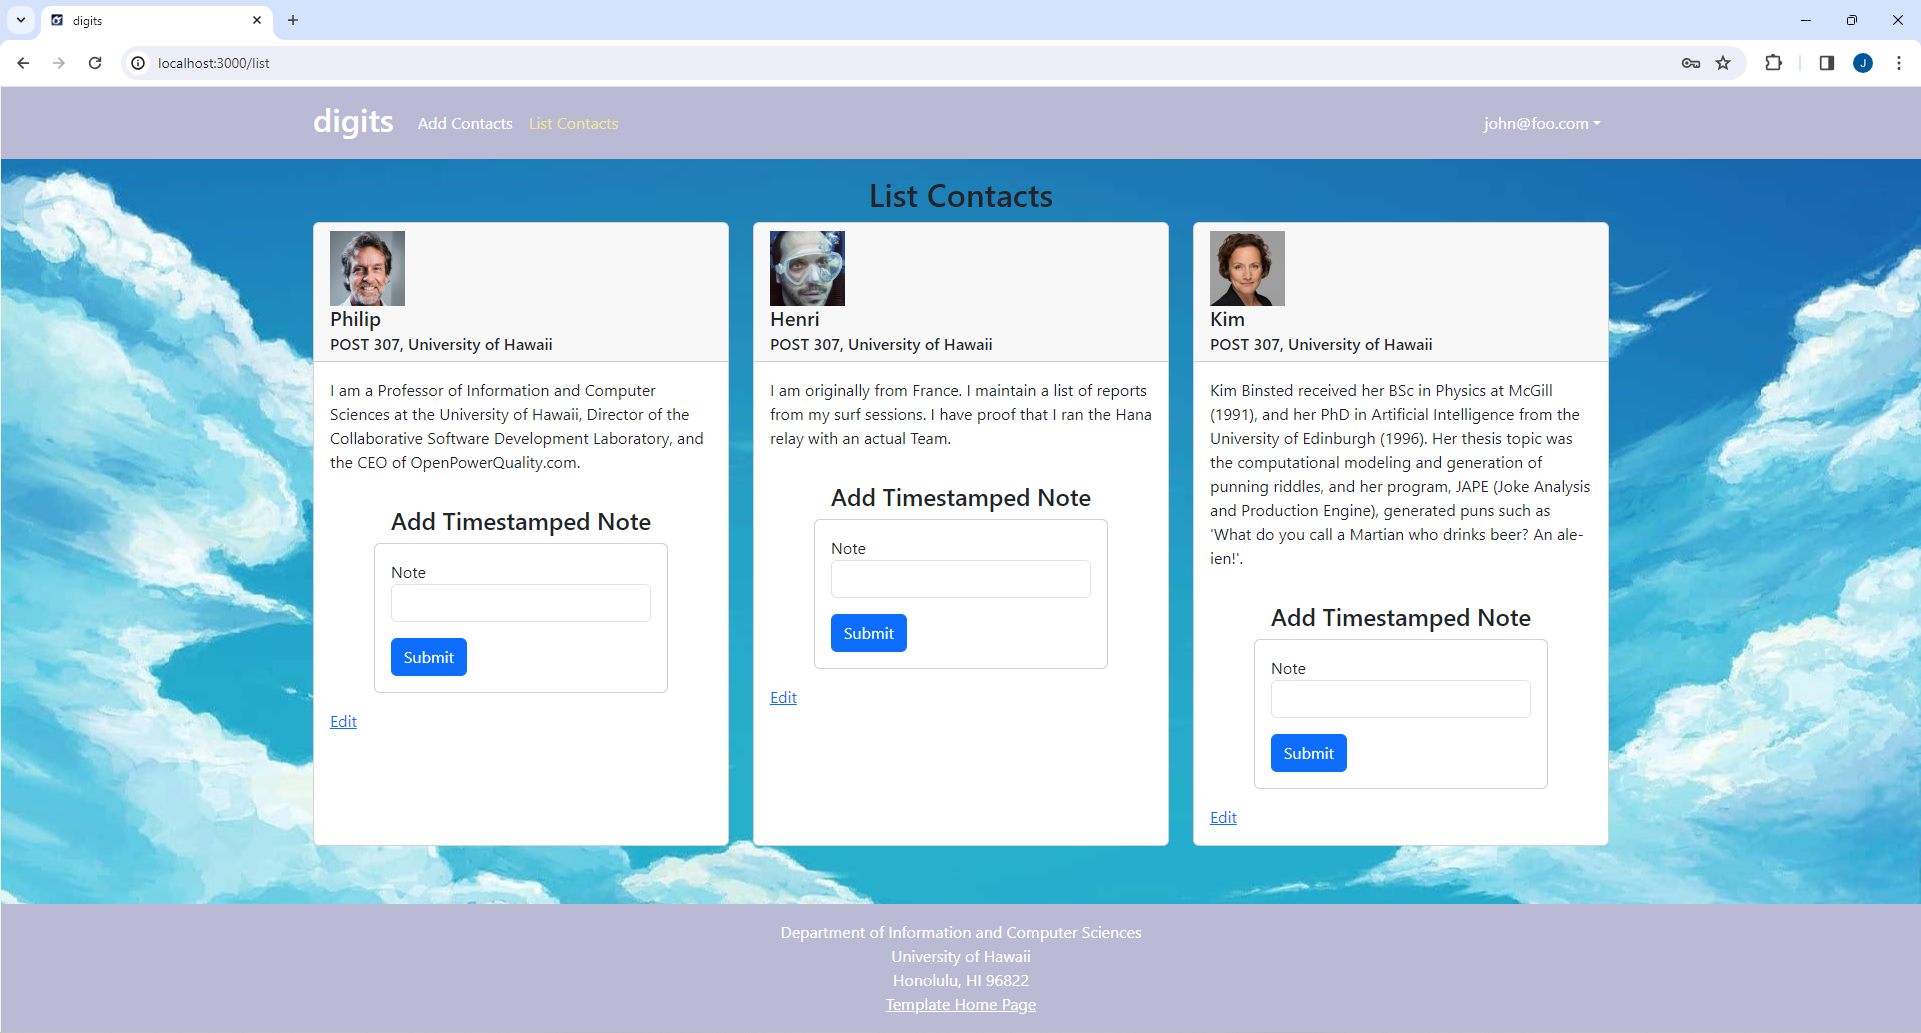 digits
localhost:3000/list
J
digits
Add Contacts
List Contacts
john@foo.com
List Contacts
Philip
POST 307, University of Hawaii
I am a Professor of Information and Computer
Sciences at the University of Hawaii, Director of the
Collaborative Software Development Laboratory, and
the CEO of OpenPowerQuality.com.
Add Timestamped Note
Note
Submit
Edit
Henri
POST 307, University of Hawaii
I am originally from France. I maintain a list of reports
from my surf sessions. I have proof that I ran the Hana
relay with an actual Team.
Add Timestamped Note
Note
Submit
Edit
Kim
POST 307, University of Hawaii
Kim Binsted received her BSc in Physics at McGill
(1991), and her PhD in Artificial Intelligence from the
University of Edinburgh (1996). Her thesis topic was
the computational modeling and generation of
punning riddles, and her program, JAPE (Joke Analysis
and Production Engine), generated puns such as
'What do you call a Martian who drinks beer? An ale-
ien!'.
Add Timestamped Note
Note
Submit
Edit
Department of Information and Computer Sciences
University of Hawaii
Honolulu, HI 96822
Template Home Page